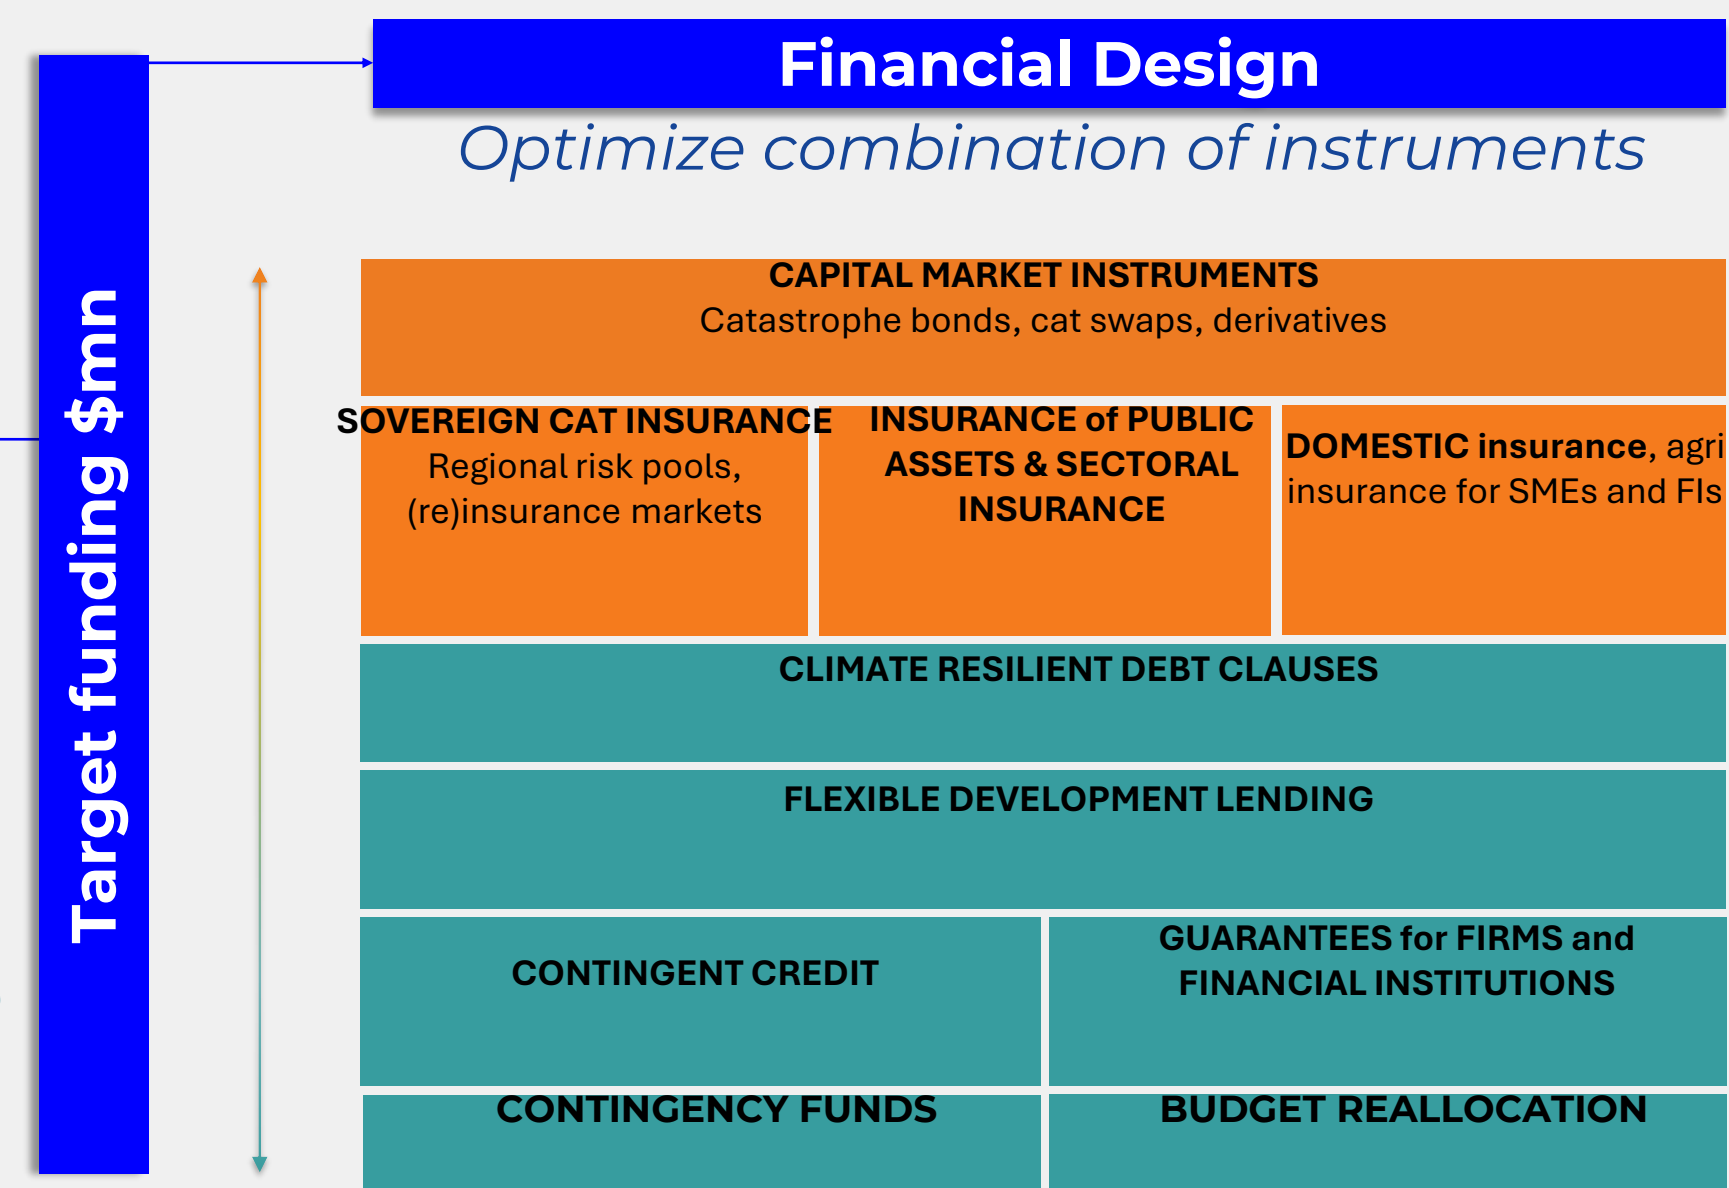 Financial Design
Optimize combination of instruments
Target funding $mn
CAPITAL MARKET INSTRUMENTS
Catastrophe bonds, cat swaps, derivatives
SOVEREIGN CAT INSURANCE
Regional risk pools,
(re)insurance markets
INSURANCE of PUBLIC
ASSETS & SECTORAL
INSURANCE
DOMESTIC insurance, agri
insurance for SMEs and FIs
CLIMATE RESILIENT DEBT CLAUSES
FLEXIBLE DEVELOPMENT LENDING
CONTINGENT CREDIT
GUARANTEES for FIRMS and
FINANCIAL INSTITUTIONS
CONTINGENCY FUNDS
BUDGET REALLOCATION